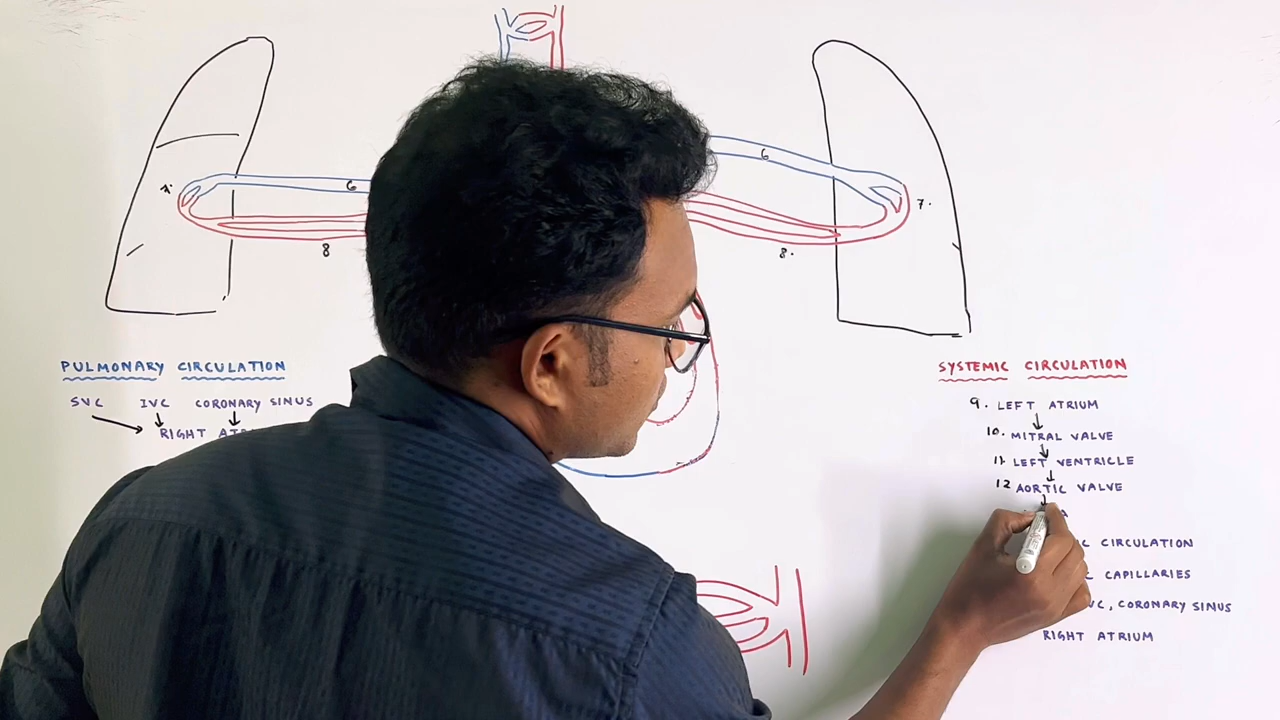 6
6
7.
8
8.
PULMONARY CIRCULATION
SVC IVC CORONARY SINUS
RIGHT
SYSTEMIC CIRCULATION
9. LEFT ATRIUM
10. MITRAL VALVE
11. LEFT VENTRICLE
12 AORTIC VALVE
CIRCULATION
CAPILLARIES
CORONARY SINUS
RIGHT ATRIUM